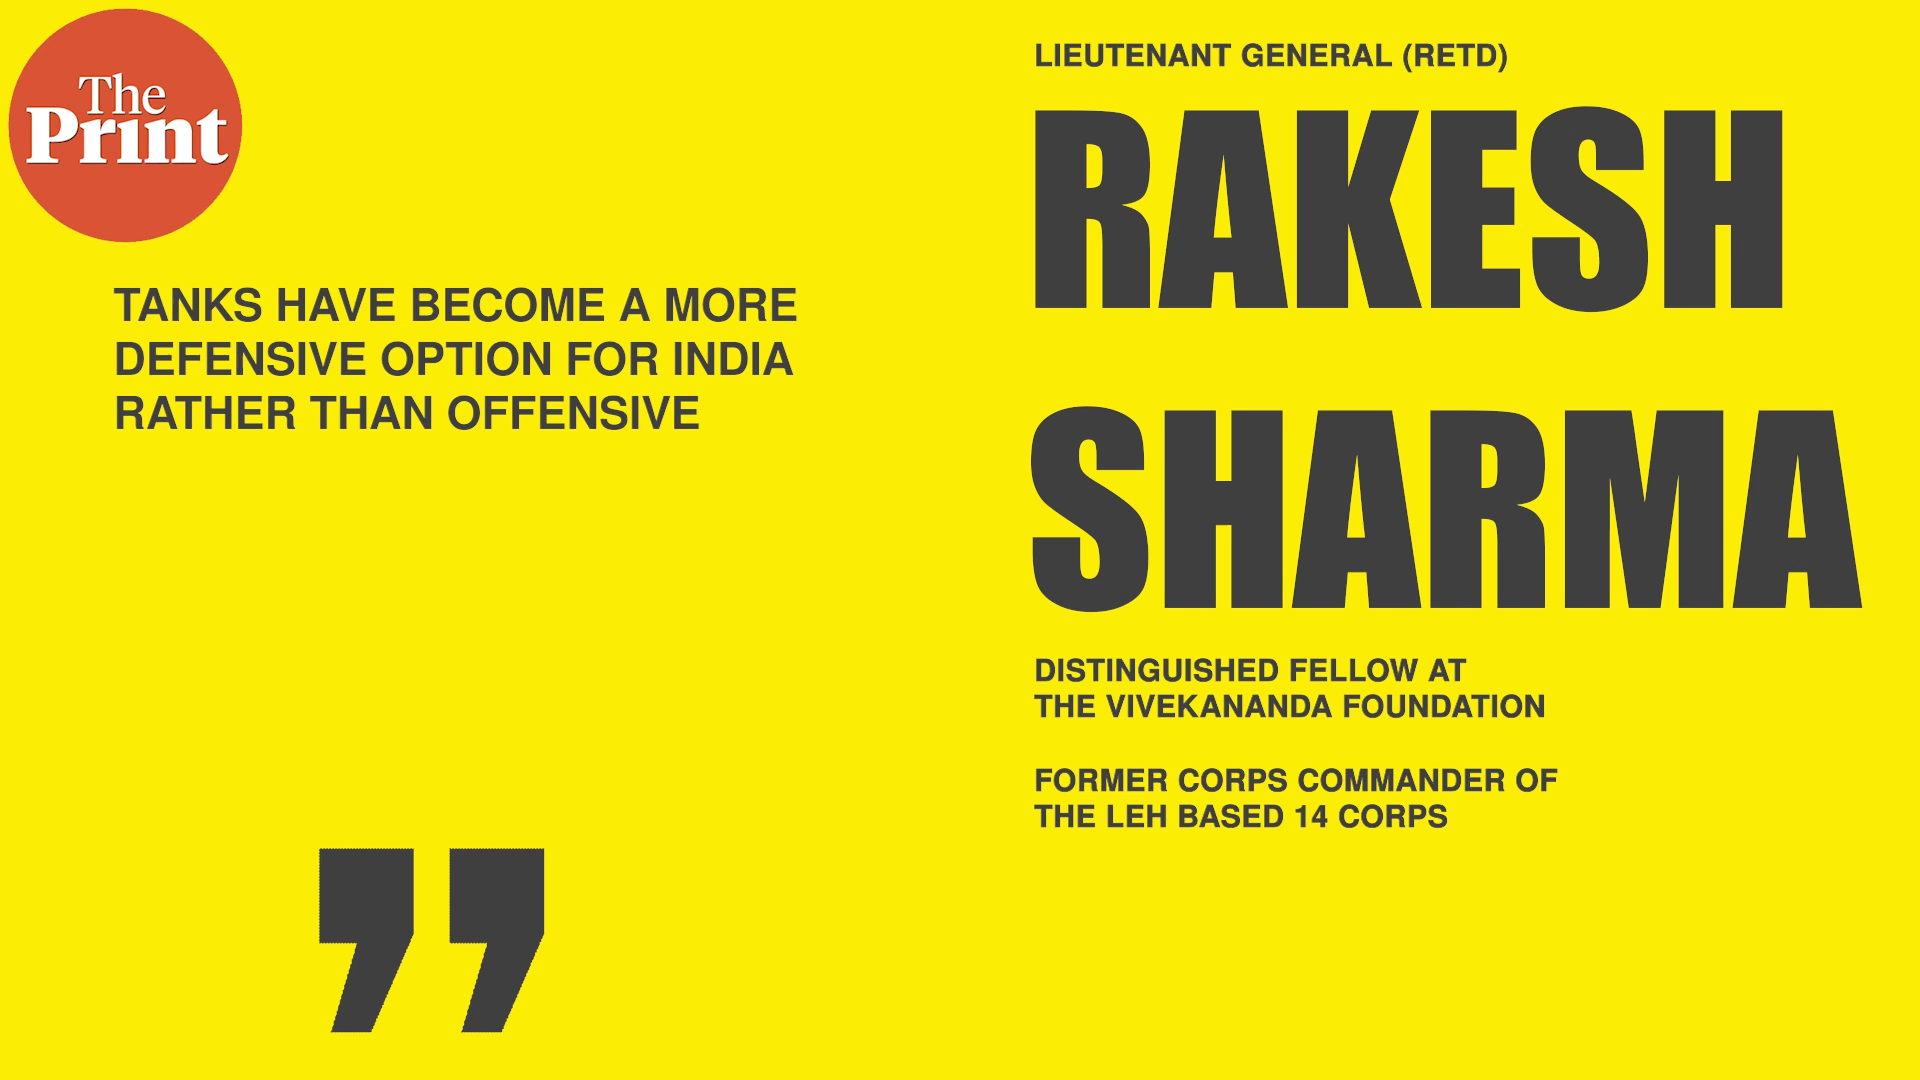 The
Print
TANKS HAVE BECOME A MORE
DEFENSIVE OPTION FOR INDIA
RATHER THAN OFFENSIVE
”
LIEUTENANT GENERAL (RETD)
RAKESH
SHARMA
DISTINGUISHED FELLOW AT
THE VIVEKANANDA FOUNDATION
FORMER CORPS COMMANDER OF
THE LEH BASED 14 CORPS